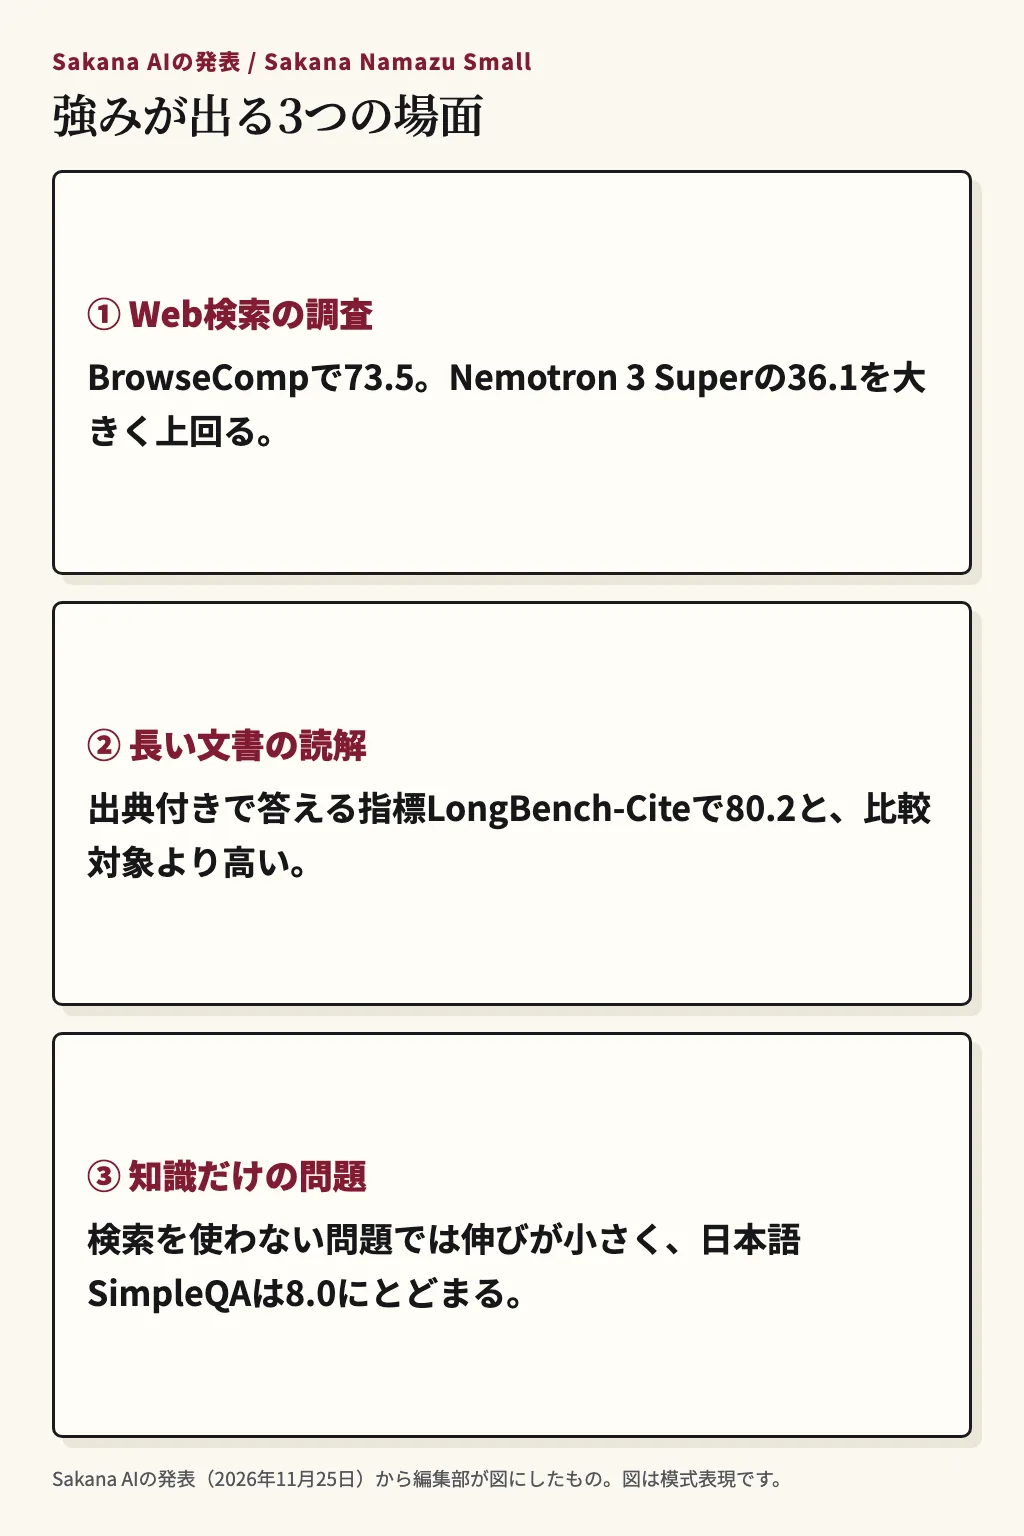 Sakana AIの発表 / Sakana Namazu Small
強みが出る3つの場面
① Web検索の調査
BrowseCompで73.5。Nemotron 3 Superの36.1を大
きく上回る。
② 長い文書の読解
出典付きで答える指標LongBench-Citeで80.2と、比較
対象より高い。
③ 知識だけの問題
検索を使わない問題では伸びが小さく、日本語
SimpleQAは8.0にとどまる。
Sakana AIの発表（2026年11月25日）から編集部が図にしたもの。図は模式表現です。